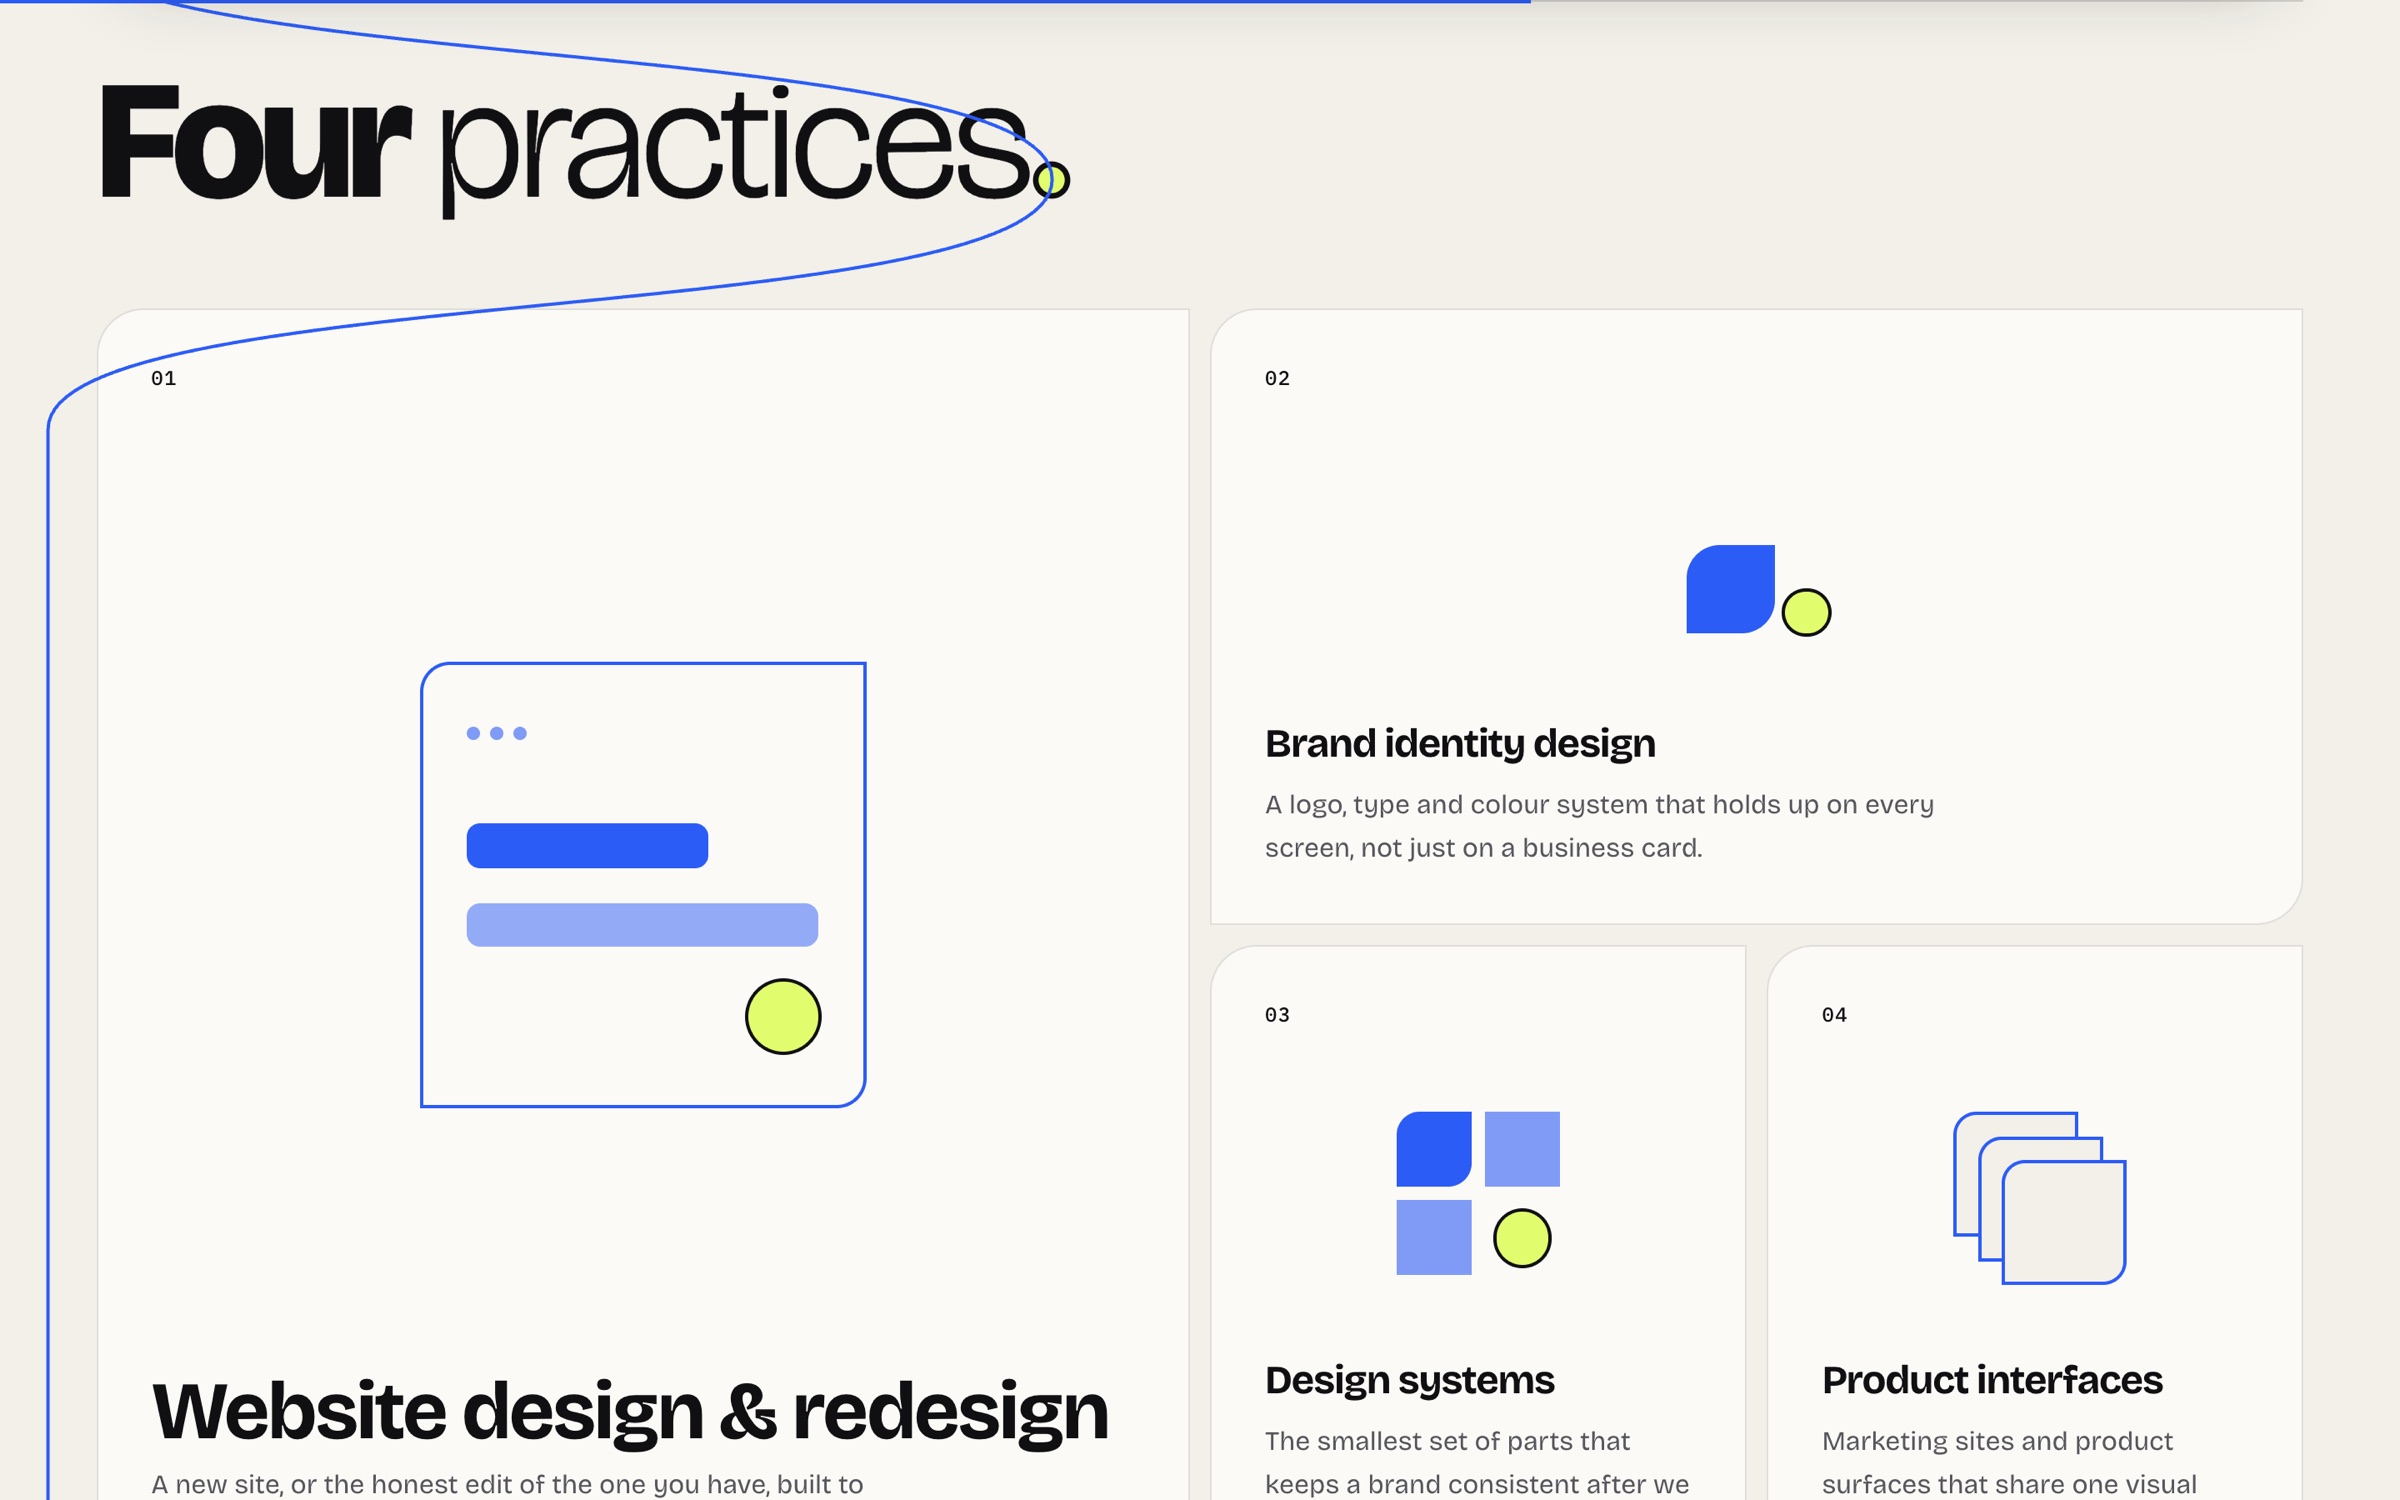 Four practices.
01
Website design & redesign
A new site, or the honest edit of the one you have, built to
02
Brand identity design
A logo, type and colour system that holds up on every
screen, not just on a business card.
03
Design systems
The smallest set of parts that
keeps a brand consistent after we
04
Product interfaces
Marketing sites and product
surfaces that share one visual